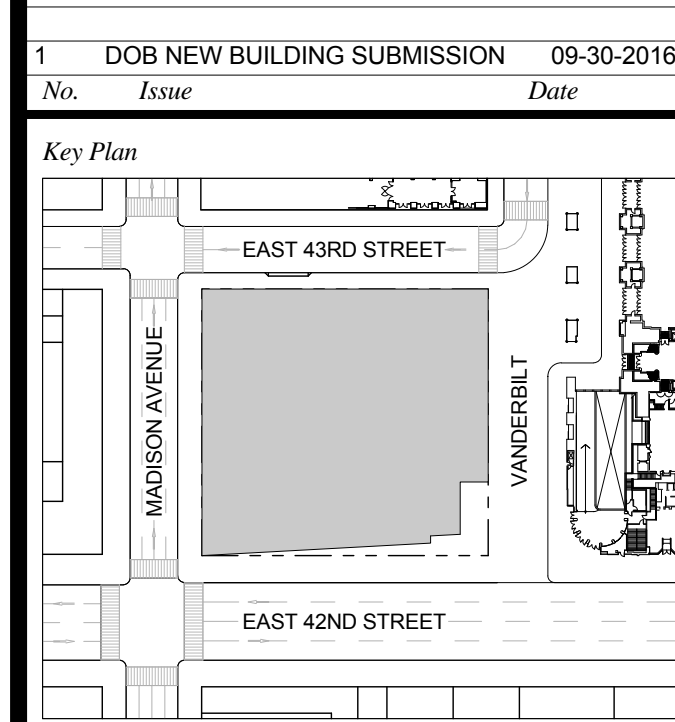 1 DOB NEW BUILDING SUBMISSION 09-30-2016
No. Issue Date
Key Plan
EAST 43RD STREET
MADISON AVENUE
VANDERBILT
EAST 42ND STREET